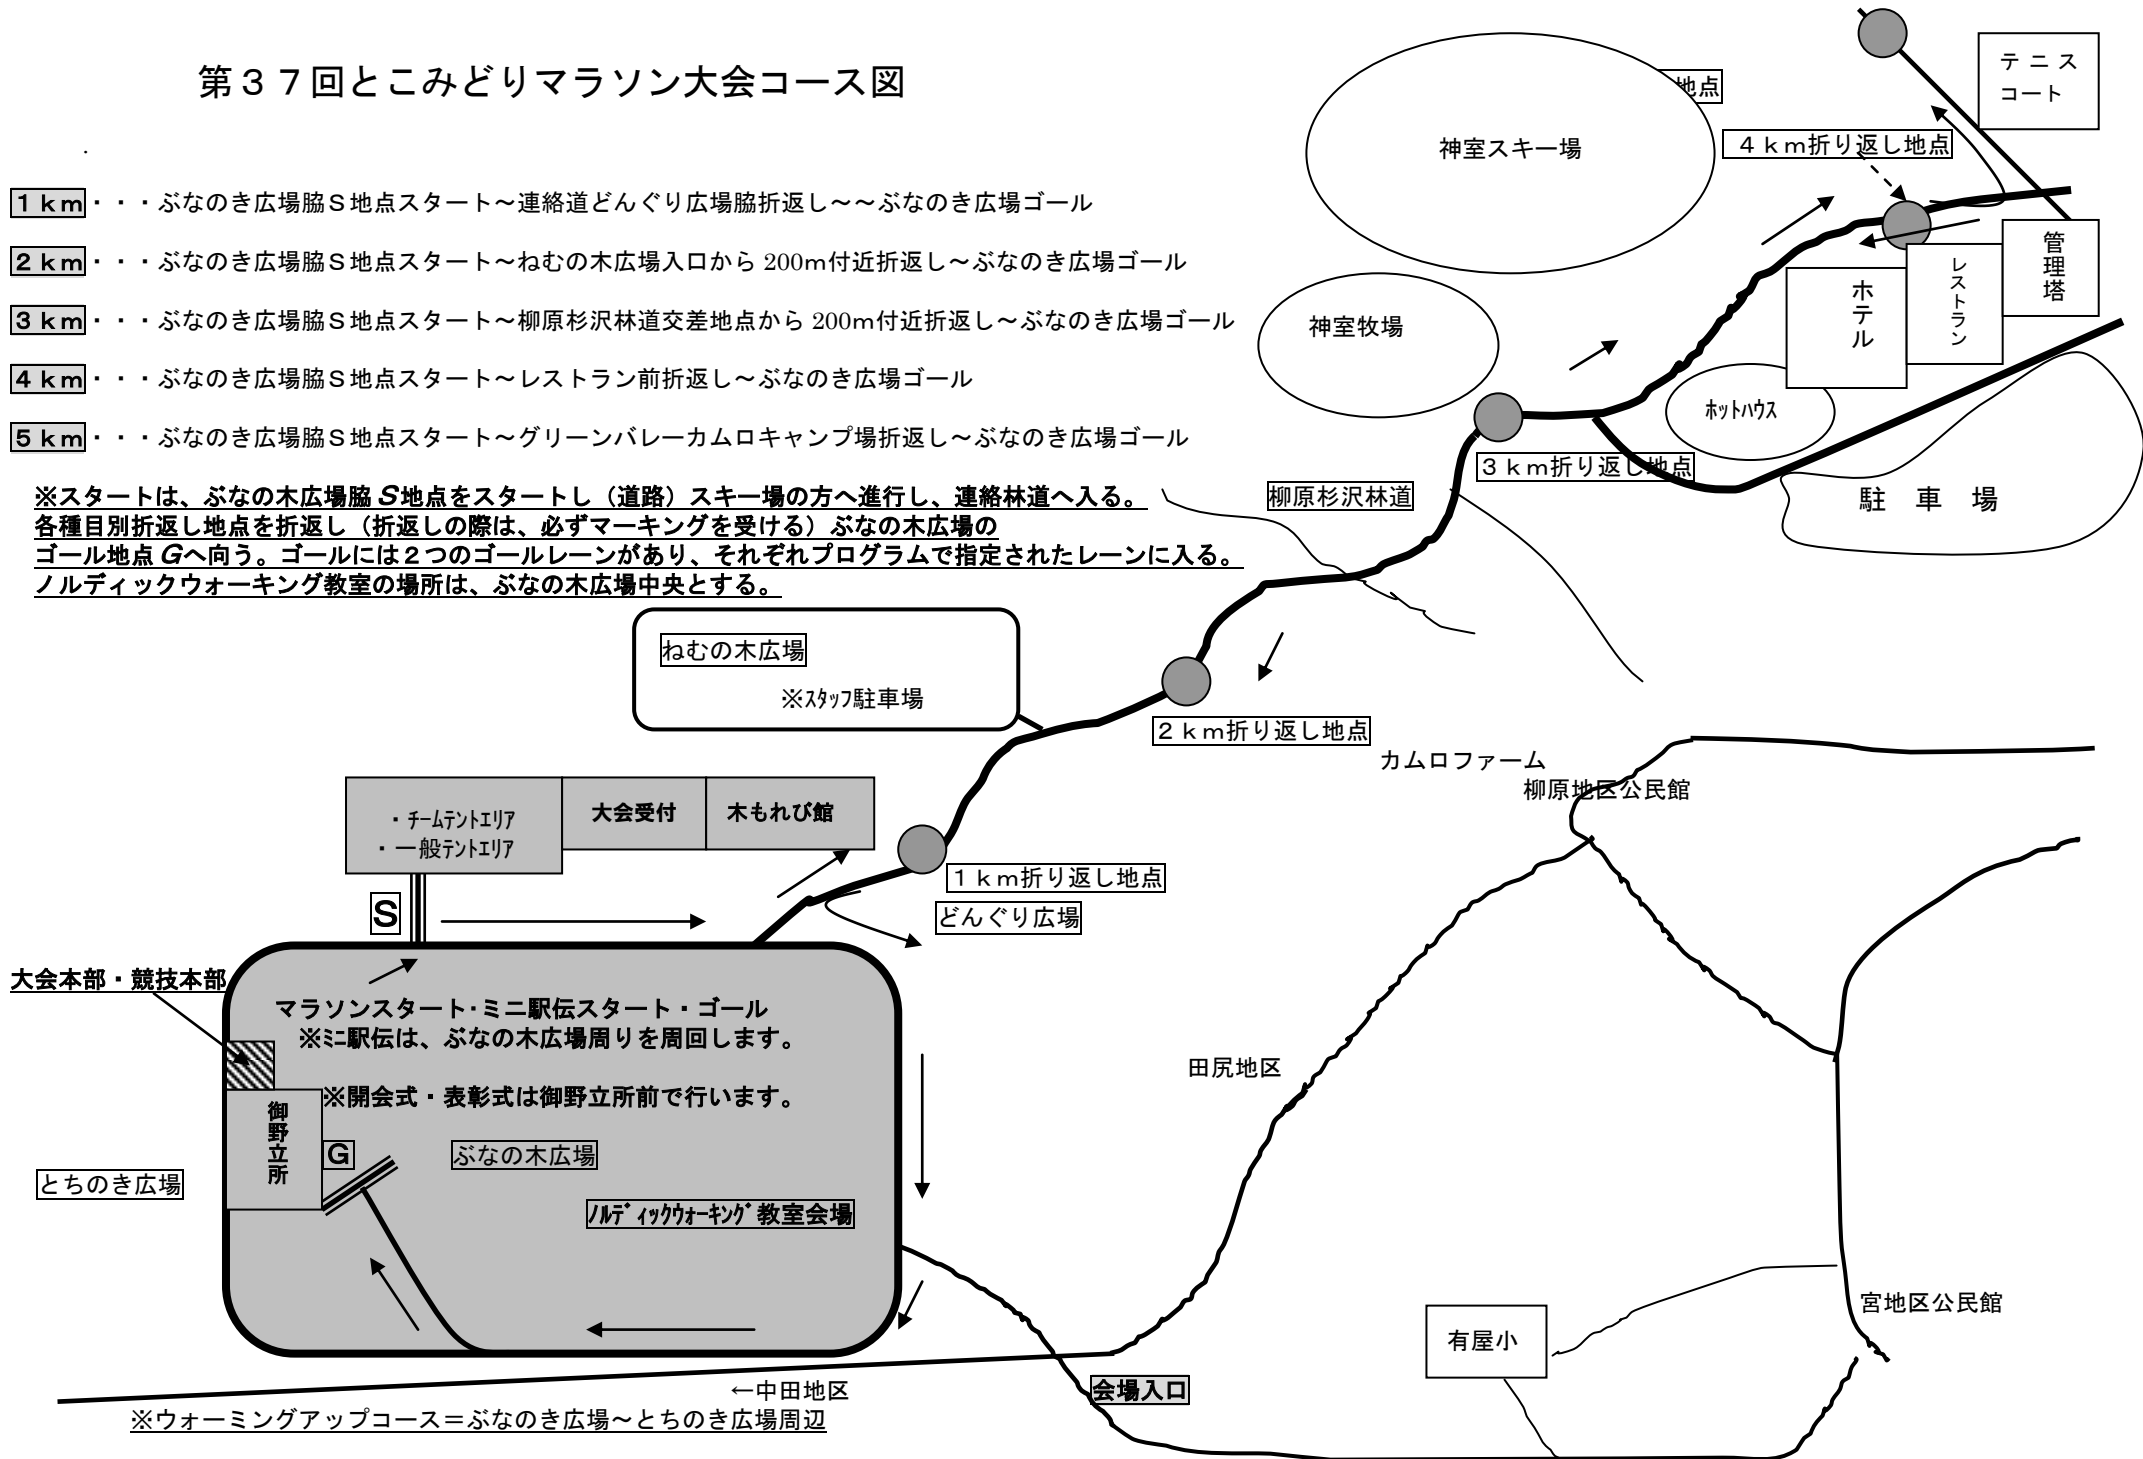 第３７回とこみどりマラソン大会コース図
地点
テ ニ ス
コート
４ｋｍ折り返し地点
神室スキー場
１ｋｍ・・・ぶなのき広場脇Ｓ地点スタート～連絡道どんぐり広場脇折返し～～ぶなのき広場ゴール
２ｋｍ・・・ぶなのき広場脇Ｓ地点スタート～ねむの木広場入口から 200ｍ付近折返し～ぶなのき広場ゴール
３ｋｍ・・・ぶなのき広場脇Ｓ地点スタート～柳原杉沢林道交差地点から 200ｍ付近折返し～ぶなのき広場ゴール
４ｋｍ・・・ぶなのき広場脇Ｓ地点スタート～レストラン前折返し～ぶなのき広場ゴール
５ｋｍ・・・ぶなのき広場脇Ｓ地点スタート～グリーンバレーカムロキャンプ場折返し～ぶなのき広場ゴール
管理塔
レストラン
ホテル
神室牧場
ﾎｯﾄﾊｳｽ
３ｋｍ折り返し地点
駐　車　場
柳原杉沢林道
※スタートは、ぶなの木広場脇Ｓ地点をスタートし（道路）スキー場の方へ進行し、連絡林道へ入る。
各種目別折返し地点を折返し（折返しの際は、必ずマーキングを受ける）ぶなの木広場の
ゴール地点Ｇへ向う。ゴールには２つのゴールレーンがあり、それぞれプログラムで指定されたレーンに入る。
ノルディックウォーキング教室の場所は、ぶなの木広場中央とする。
ねむの木広場
※ｽﾀｯﾌ駐車場
２ｋｍ折り返し地点
カムロファーム
柳原地区公民館
・ﾁｰﾑﾃﾝﾄｴﾘｱ
・一般ﾃﾝﾄｴﾘｱ
大会受付
木もれび館
１ｋｍ折り返し地点
どんぐり広場
Ｓ
大会本部・競技本部
マラソンスタート・ミニ駅伝スタート・ゴール
※ﾐﾆ駅伝は、ぶなの木広場周りを周回します。
※開会式・表彰式は御野立所前で行います。
御野立所
Ｇ
ぶなの木広場
とちのき広場
ﾉﾙﾃﾞｨｯｸｳｫｰｷﾝｸﾞ教室会場
田尻地区
宮地区公民館
有屋小
会場入口
←中田地区
※ウォーミングアップコース＝ぶなのき広場～とちのき広場周辺